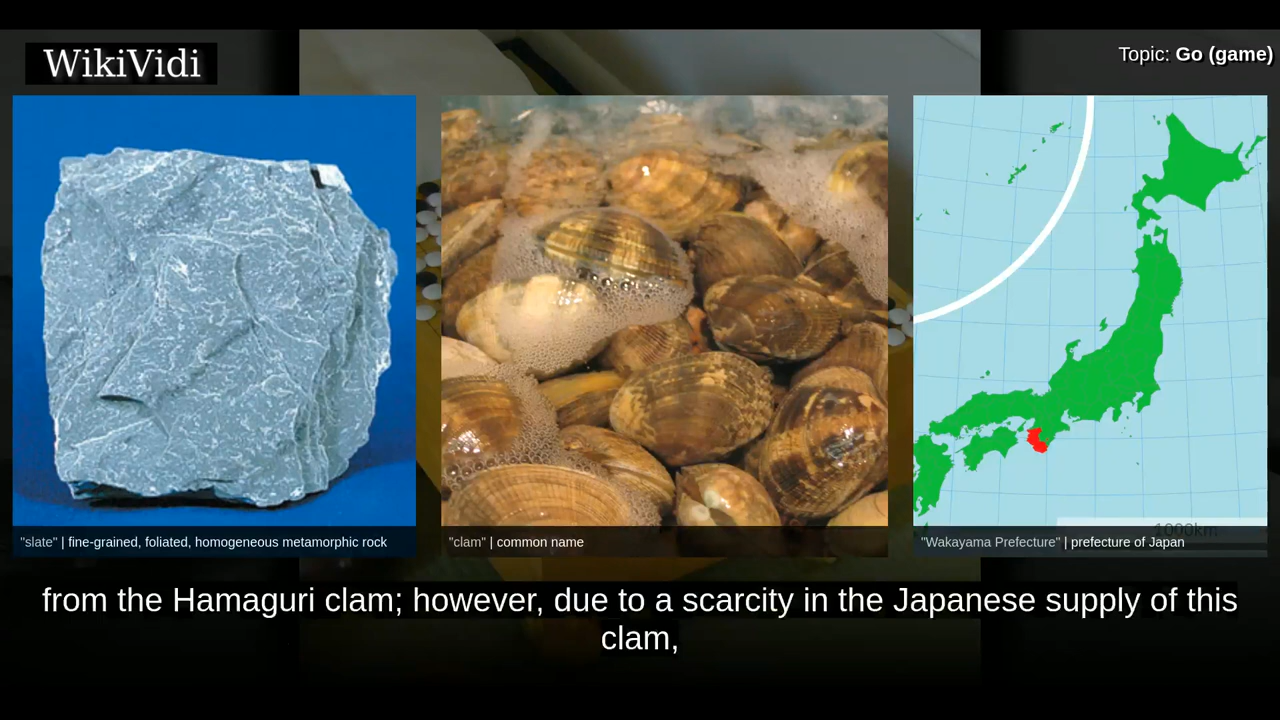 WikiVidi
Topic: Go (game)
1000km
"slate" | fine-grained, foliated, homogeneous metamorphic rock
"clam" | common name
"Wakayama Prefecture" | prefecture of Japan
from the Hamaguri clam; however, due to a scarcity in the Japanese supply of this
clam,